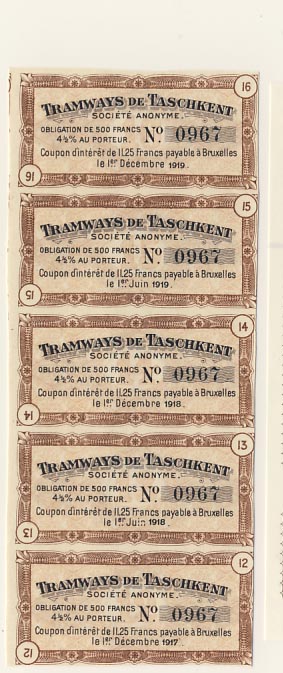 16
TRAMWAYS DE TASCHKENT
SOCIÉTÉ ANONYME.
OBLIGATION DE 500 FRANCS
4½% AU PORTEUR. Nº 0967
Coupon d'intérêt de 11.25 Francs payable à Bruxelles
le 1er Décembre 1919.
16
15
TRAMWAYS DE TASCHKENT
SOCIÉTÉ ANONYME.
OBLIGATION DE 500 FRANCS
4½% AU PORTEUR. Nº 0967
Coupon d'intérêt de 11.25 Francs payable à Bruxelles
le 1er Juin 1919.
15
14
TRAMWAYS DE TASCHKENT
SOCIÉTÉ ANONYME.
OBLIGATION DE 500 FRANCS
4½% AU PORTEUR. Nº 0967
Coupon d'intérêt de 11.25 Francs payable à Bruxelles
le 1er Décembre 1918.
14
13
TRAMWAYS DE TASCHKENT
SOCIÉTÉ ANONYME.
OBLIGATION DE 500 FRANCS
4½% AU PORTEUR. Nº 0967
Coupon d'intérêt de 11.25 Francs payable à Bruxelles
le 1er Juin 1918.
13
12
TRAMWAYS DE TASCHKENT
SOCIÉTÉ ANONYME.
OBLIGATION DE 500 FRANCS
4½% AU PORTEUR. Nº 0967
Coupon d'intérêt de 11.25 Francs payable à Bruxelles
le 1er Décembre 1917.
12